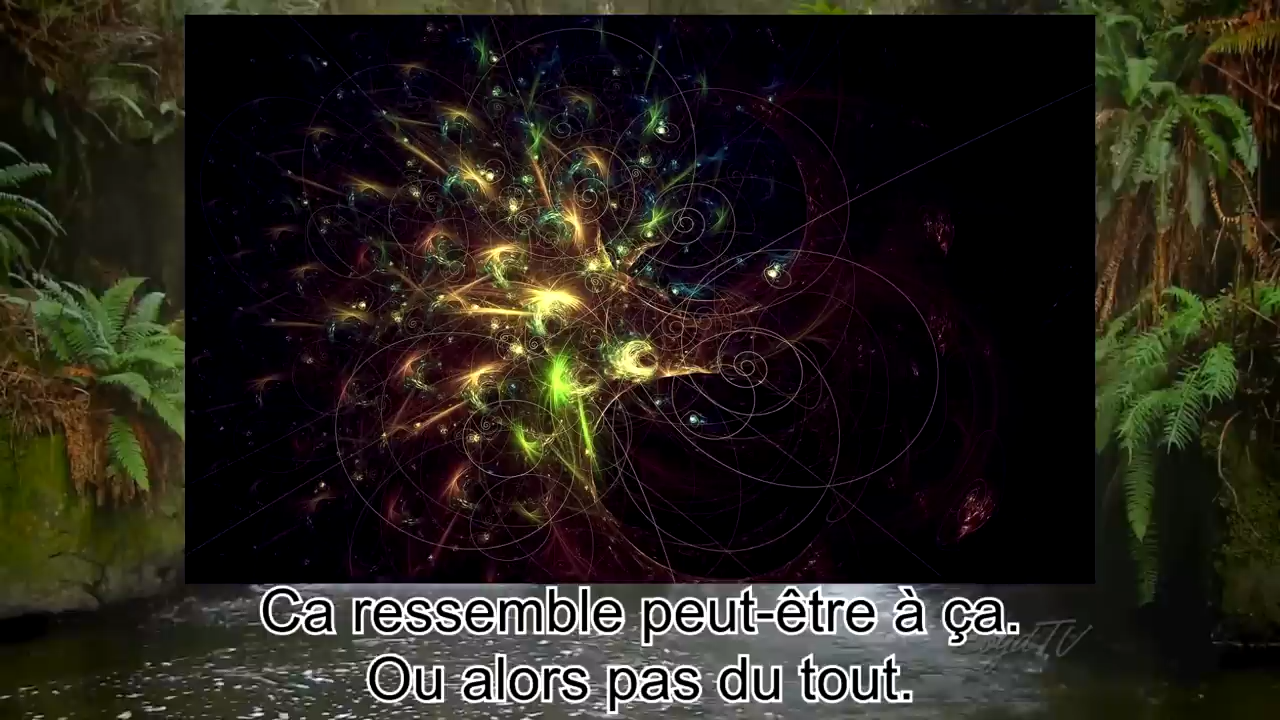 Ca ressemble peut-être à ça.
Ou alors pas du tout.